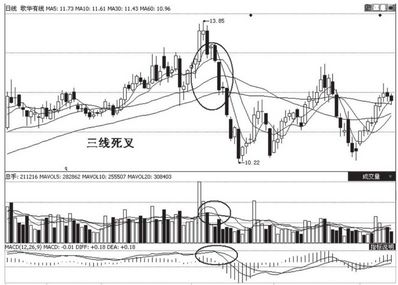 日线 歌华有线 MA5: 11.73 MA10: 11.61 MA30: 11.43 MA60: 10.96
13.85
三线死叉
10.22
总手: 211216 MAVOL5: 282862 MAVOL10: 255507 MAVOL20: 308403
成交量
MACD(12,26,9) MACD: -0.01 DIFF: +0.18 DEA: +0.18
指标说明